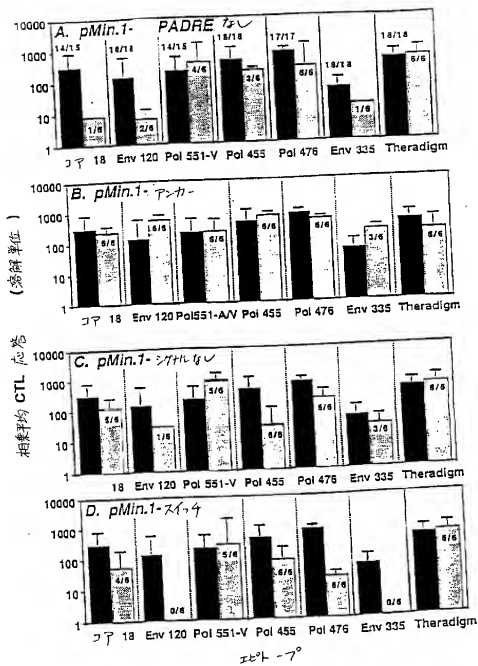 A. pMin.1- PADRE なし
10000
1000
100
10
1
14/15 16/18 14/15 18/18 17/17 18/18 18/18
1/6 2/6 4/6 3/6 6/6 1/6 6/6
コア 18 Env 120 Pol 551-V Pol 455 Pol 476 Env 335 Theradigm
B. pMin.1-アンカー
10000
1000
100
10
1
6/6 6/6 6/6 6/6 6/6 3/6 6/6
コア 18 Env 120 Pol551-A/V Pol 455 Pol 476 Env 335 Theradigm
相乗平均 CTL 応答 (溶解単位)
C. pMin.1-シグナルなし
10000
1000
100
10
1
5/6 1/6 5/6 6/6 6/6 3/6 6/6
18 Env 120 Pol 551-V Pol 455 Pol 476 Env 335 Theradigm
D. pMin.1-スイッチ
10000
1000
100
10
1
4/6 0/6 5/6 6/6 6/6 0/6 6/6
コア 18 Env 120 Pol 551-V Pol 455 Pol 476 Env 335 Theradigm
エピトープ